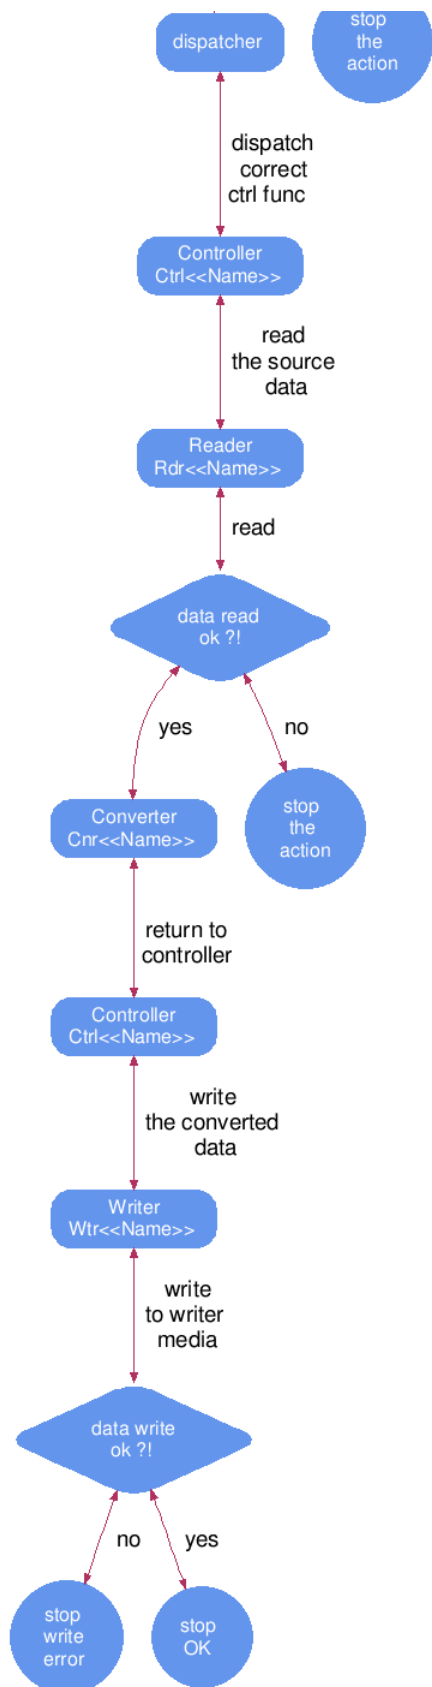 stop
the
action
dispatcher
dispatch
correct
ctrl func
Controller
Ctrl<<Name>>
read
the source
data
Reader
Rdr<<Name>>
read
data read
ok ?!
yes
no
Converter
Cnr<<Name>>
stop
the
action
return to
controller
Controller
Ctrl<<Name>>
write
the converted
data
Writer
Wtr<<Name>>
write
to writer
media
data write
ok ?!
no
yes
stop
write
error
stop
OK